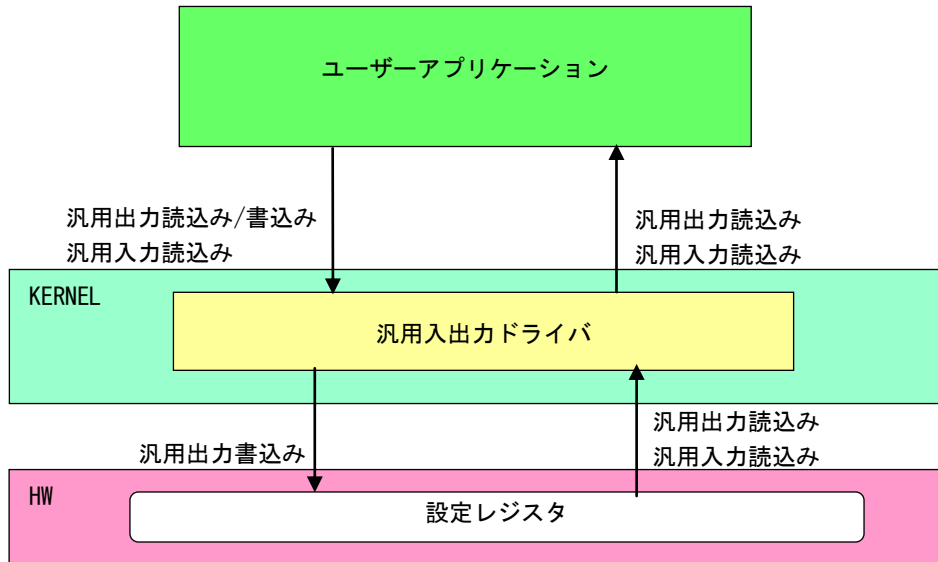 ユーザーアプリケーション
汎用出力読込み/書込み
汎用入力読込み
汎用出力読込み
汎用入力読込み
KERNEL
汎用入出力ドライバ
汎用出力書込み
汎用出力読込み
汎用入力読込み
HW
設定レジスタ